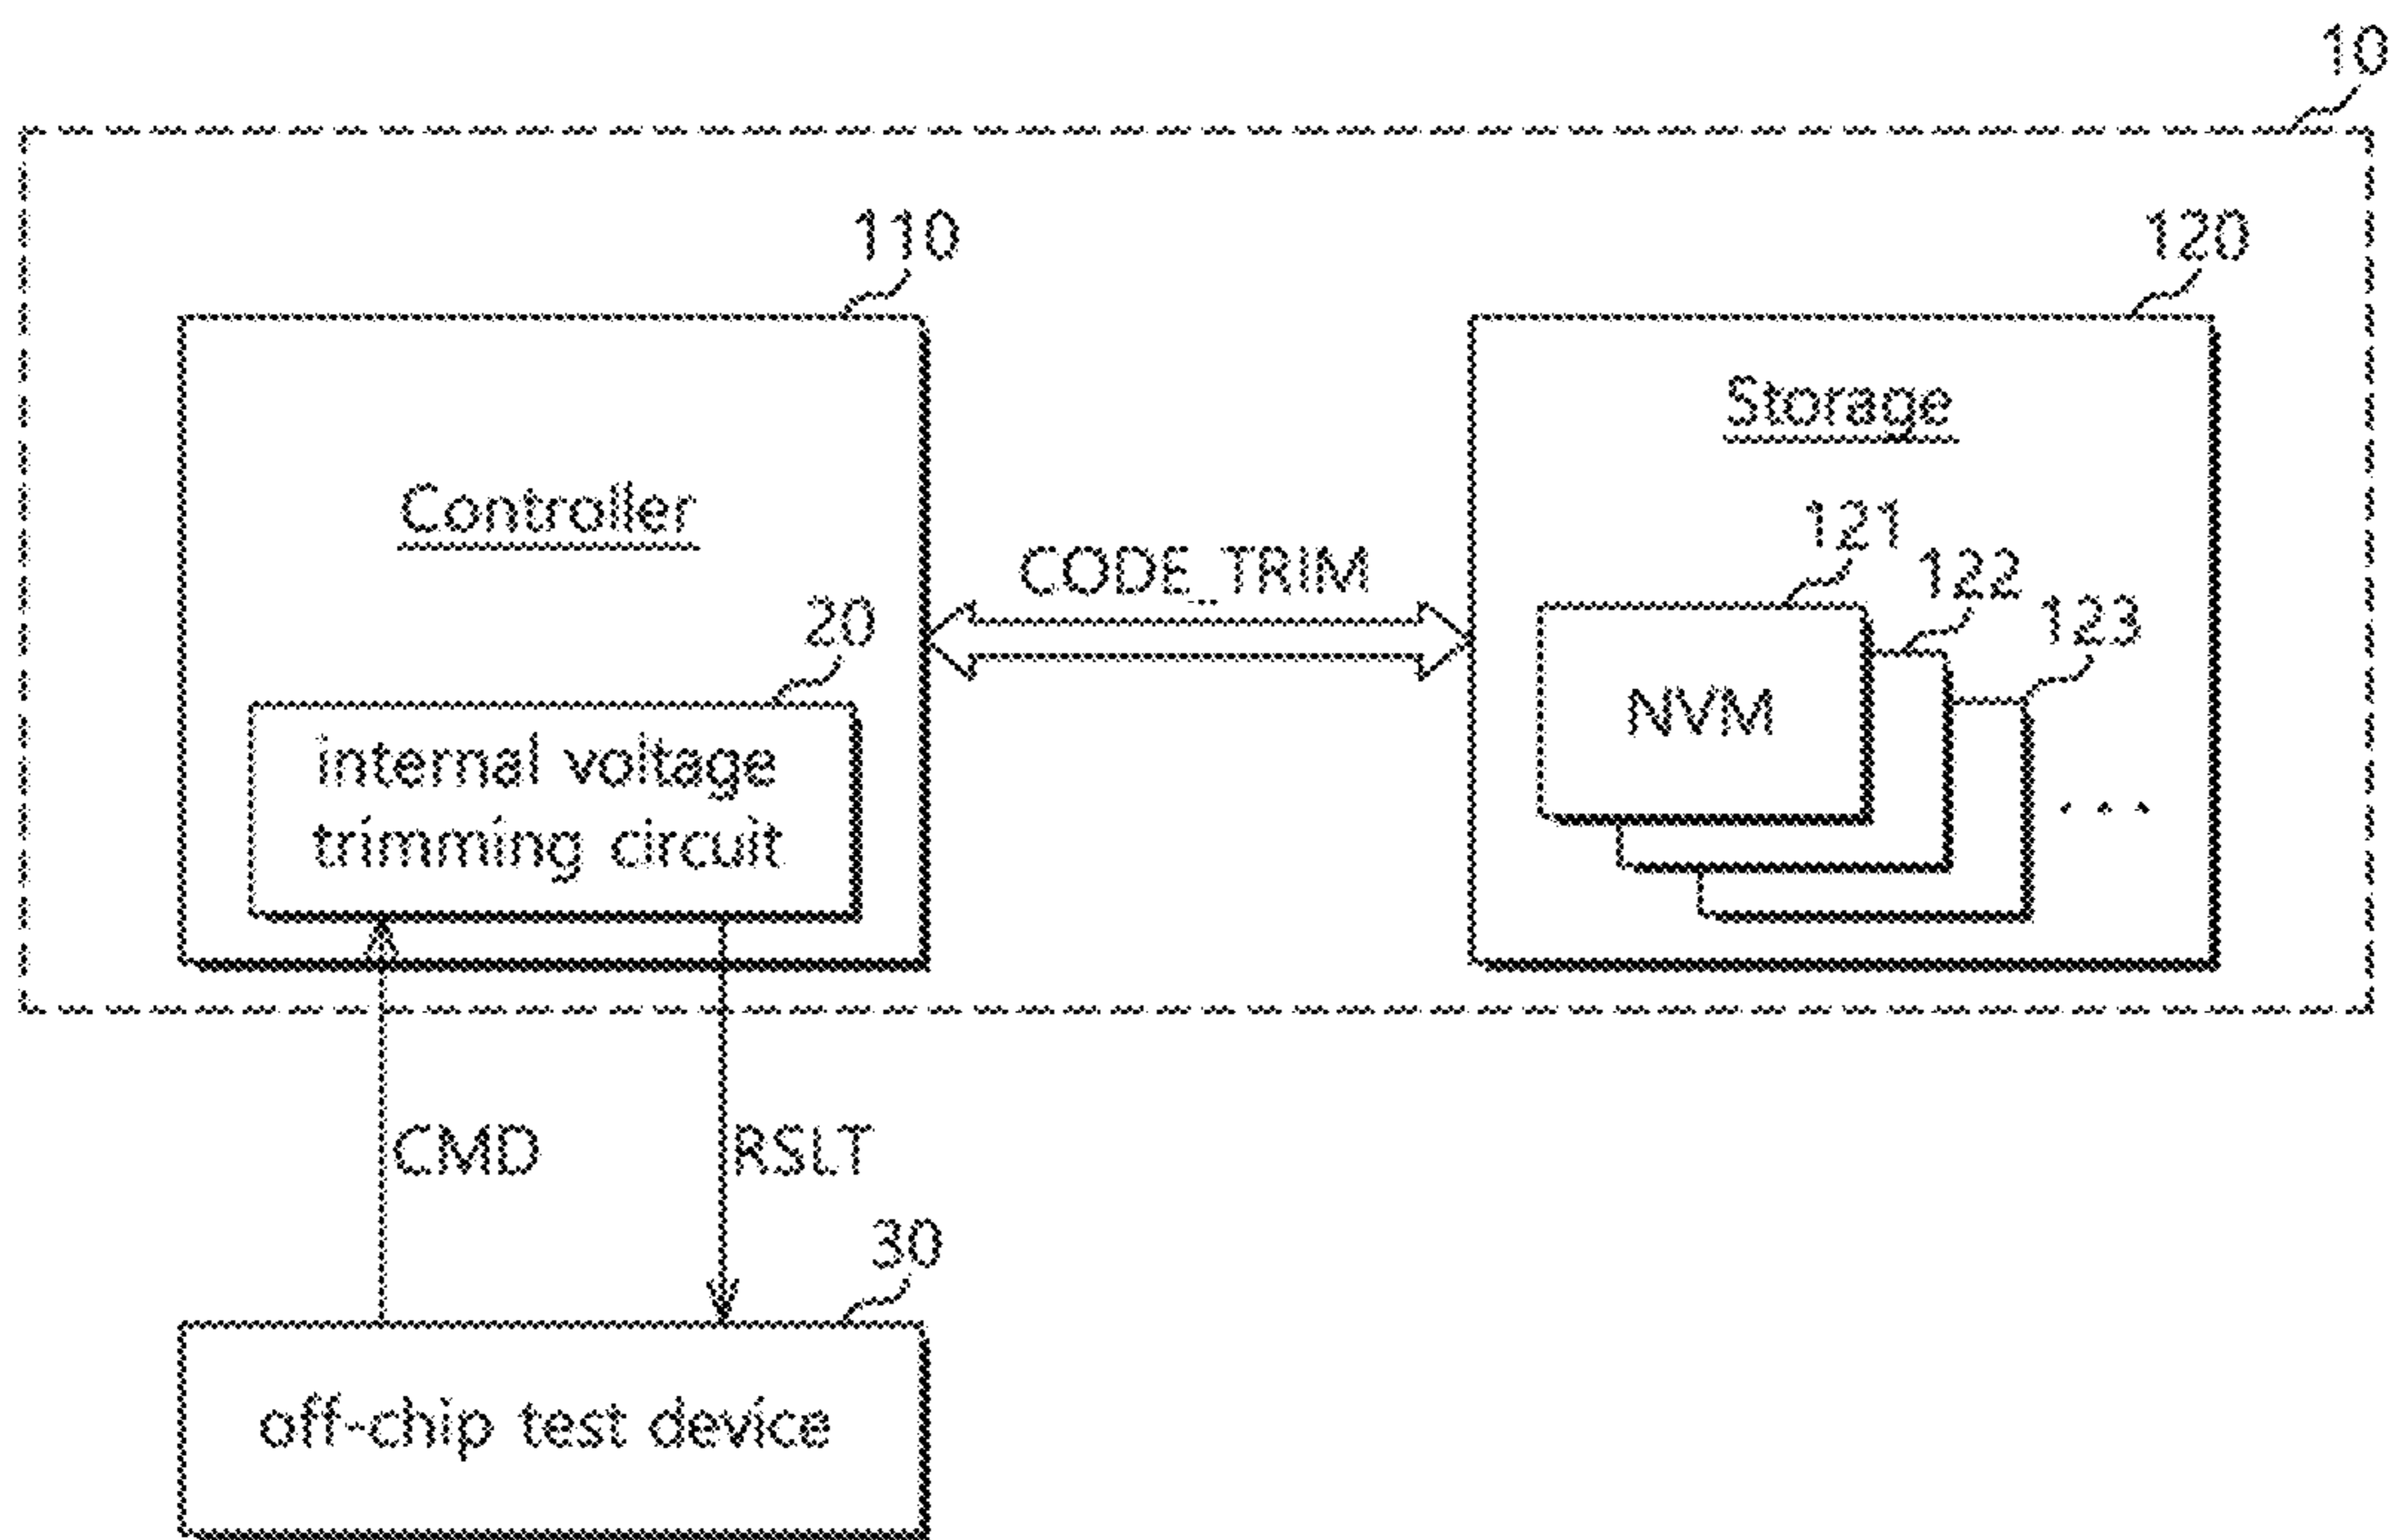 10
110
120
Storage
Controller
121
CODE_TRIM
122
20
123
NVM
internal voltage
trimming circuit
...
CMD
RSLT
30
off-chip test device